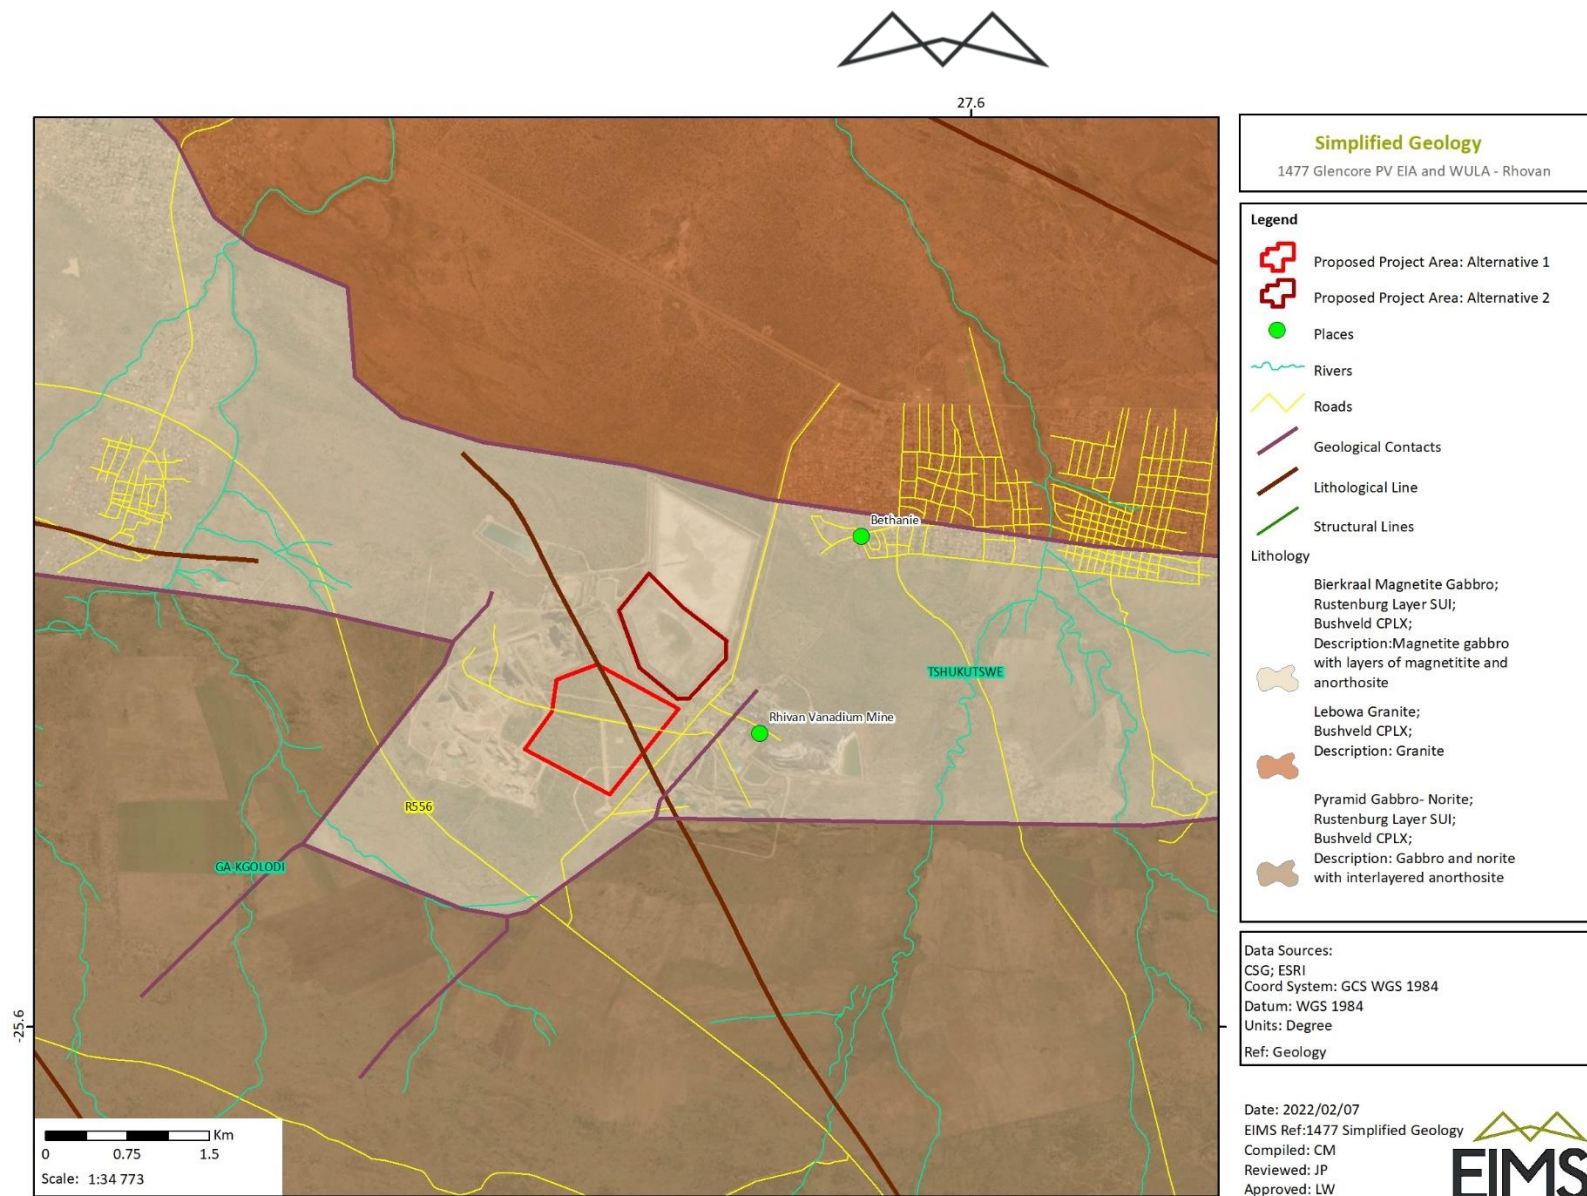 27.6
Simplified Geology
1477 Glencore PV EIA and WULA - Rhovan
Legend
Proposed Project Area: Alternative 1
Proposed Project Area: Alternative 2
Places
Rivers
Roads
Geological Contacts
Lithological Line
Structural Lines
Lithology
Bierkraal Magnetite Gabbro;
Rustenburg Layer SUI;
Bushveld CPLX;
Description:Magnetite gabbro
with layers of magnetitite and
anorthosite
Lebowa Granite;
Bushveld CPLX;
Description: Granite
Pyramid Gabbro- Norite;
Rustenburg Layer SUI;
Bushveld CPLX;
Description: Gabbro and norite
with interlayered anorthosite
Bethanie
TSHUKUTSWE
Rhivan Vanadium Mine
R556
GA-KGOLODI
-25.6
Km
0 0.75 1.5
Scale: 1:34 773
Data Sources:
CSG; ESRI
Coord System: GCS WGS 1984
Datum: WGS 1984
Units: Degree
Ref: Geology
Date: 2022/02/07
EIMS Ref:1477 Simplified Geology
Compiled: CM
Reviewed: JP
Approved: LW
EIMS